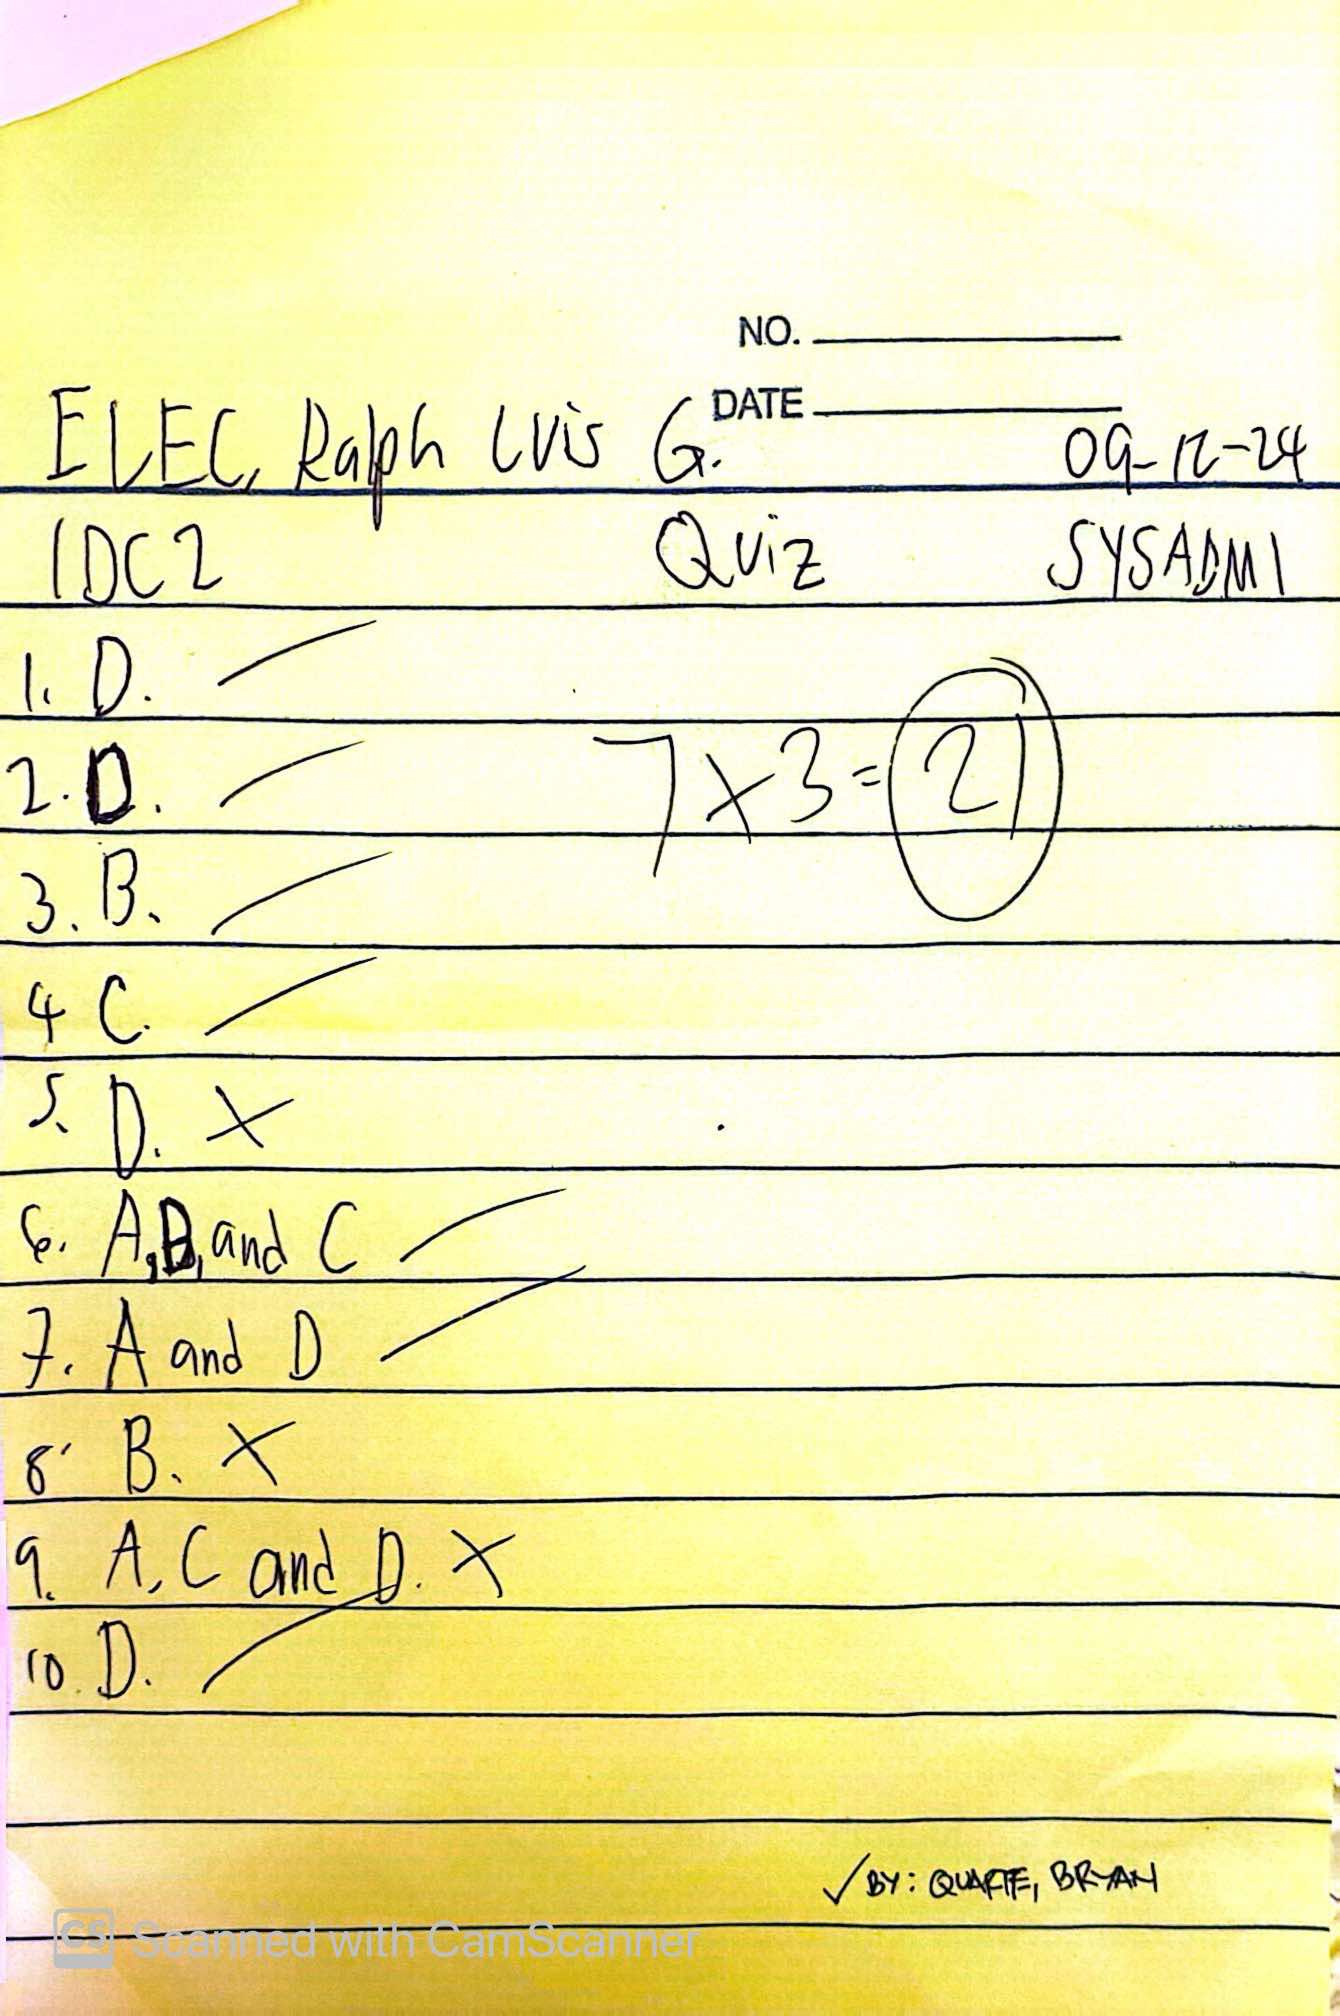 NO.
DATE
ELEC, Ralph Luis G. 09-12-24
IDC2 Quiz SYSADM1
1. D.
2. D.
7 x 3 = 21
3. B.
4 C.
5. D. X
6. A, B, and C
7. A and D
8. B. X
9. A, C and D. X
10. D.
✓ BY: QUARTE, BRYAN
CS Scanned with CamScanner